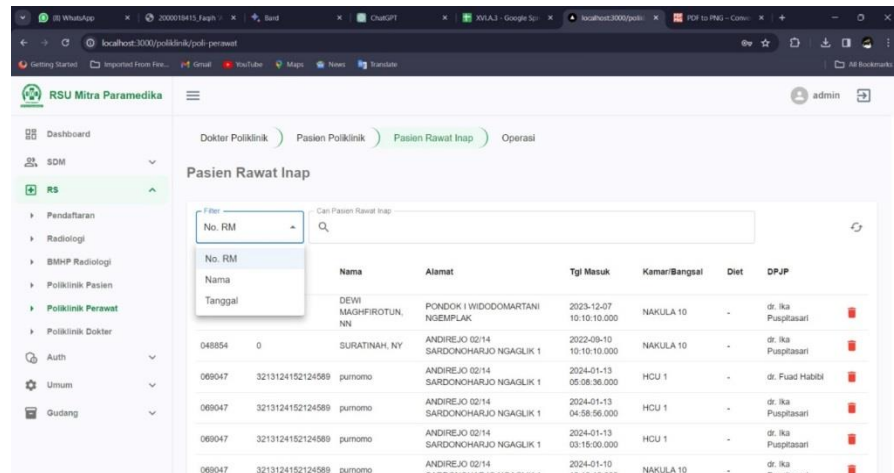 (8) WhatsApp
2000018415_Faqih
Bard
ChatGPT
XVI.A.3 - Google Spr
localhost:3000/polik
PDF to PNG - Conve
localhost:3000/poliklinik/poli-perawat
Getting Started
Imported From Fire...
Gmail
YouTube
Maps
News
Translate
All Bookmarks
RSU Mitra Paramedika
admin
Dashboard
SDM
RS
Pendaftaran
Radiologi
BMHP Radiologi
Poliklinik Pasien
Poliklinik Perawat
Poliklinik Dokter
Auth
Umum
Gudang
Dokter Poliklinik
Pasien Poliklinik
Pasien Rawat Inap
Operasi
Pasien Rawat Inap
Filter
No. RM
Cari Pasien Rawat Inap
No. RM
Nama
Tanggal
Nama Alamat Tgl Masuk Kamar/Bangsal Diet DPJP
DEWI MAGHFIROTUN, NN PONDOK I WIDODOMARTANI NGEMPLAK 2023-12-07 10:10:10.000 NAKULA 10 - dr. Ika Puspitasari
048854 0 SURATINAH, NY ANDIREJO 02/14 SARDONOHARJO NGAGLIK 1 2022-09-10 10:10:10.000 NAKULA 10 - dr. Ika Puspitasari
069047 3213124152124589 purnomo ANDIREJO 02/14 SARDONOHARJO NGAGLIK 1 2024-01-13 05:08:36.000 HCU 1 - dr. Fuad Habibi
069047 3213124152124589 purnomo ANDIREJO 02/14 SARDONOHARJO NGAGLIK 1 2024-01-13 04:58:56.000 HCU 1 - dr. Ika Puspitasari
069047 3213124152124589 purnomo ANDIREJO 02/14 SARDONOHARJO NGAGLIK 1 2024-01-13 03:15:00.000 HCU 1 - dr. Ika Puspitasari
069047 3213124152124589 purnomo ANDIREJO 02/14 2024-01-10 NAKULA 10 - dr. Ika